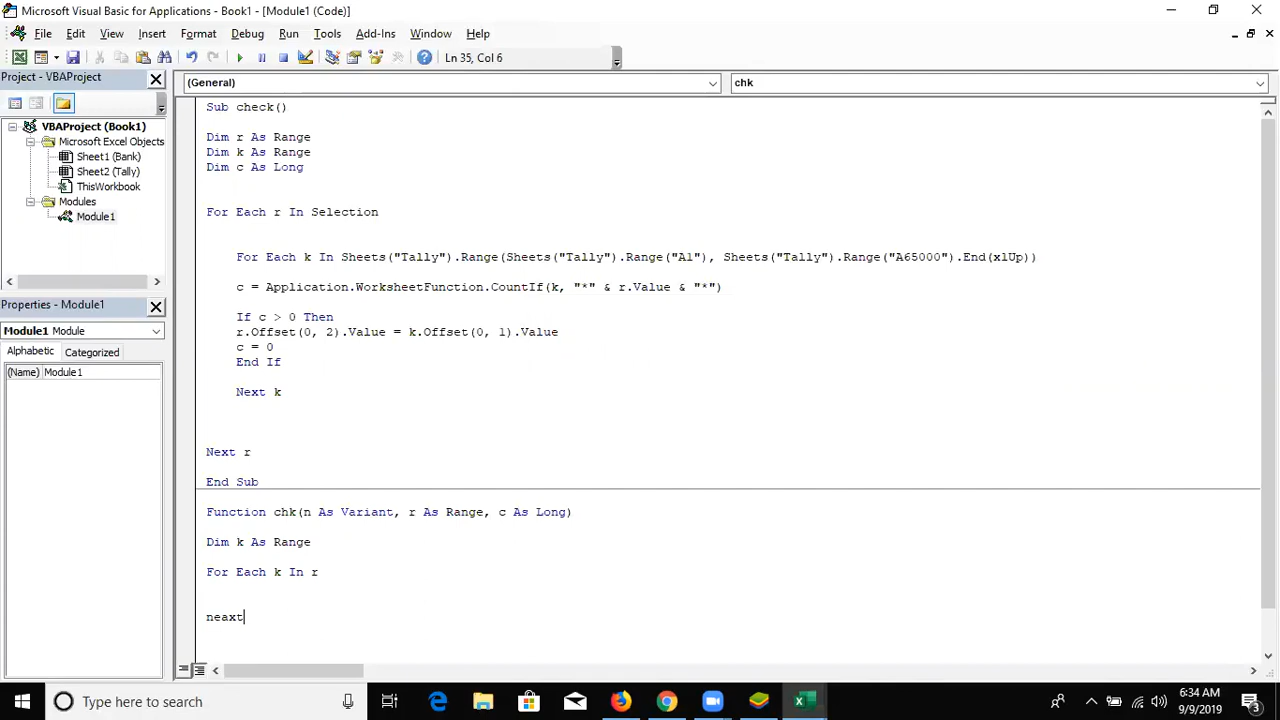 Microsoft Visual Basic for Applications - Book1 - [Module1 (Code)]
File Edit View Insert Format Debug Run Tools Add-Ins Window Help
Ln 35, Col 6
Project - VBAProject
(General)
chk
VBAProject (Book1)
Microsoft Excel Objects
Sheet1 (Bank)
Sheet2 (Tally)
ThisWorkbook
Modules
Module1
Properties - Module1
Module1 Module
Alphabetic Categorized
(Name) Module1
Sub check()
Dim r As Range
Dim k As Range
Dim c As Long
For Each r In Selection
For Each k In Sheets("Tally").Range(Sheets("Tally").Range("A1"), Sheets("Tally").Range("A65000").End(xlUp))
c = Application.WorksheetFunction.CountIf(k, "*" & r.Value & "*")
If c > 0 Then
r.Offset(0, 2).Value = k.Offset(0, 1).Value
c = 0
End If
Next k
Next r
End Sub
Function chk(n As Variant, r As Range, c As Long)
Dim k As Range
For Each k In r
neaxt
Type here to search
6:34 AM
9/9/2019
3